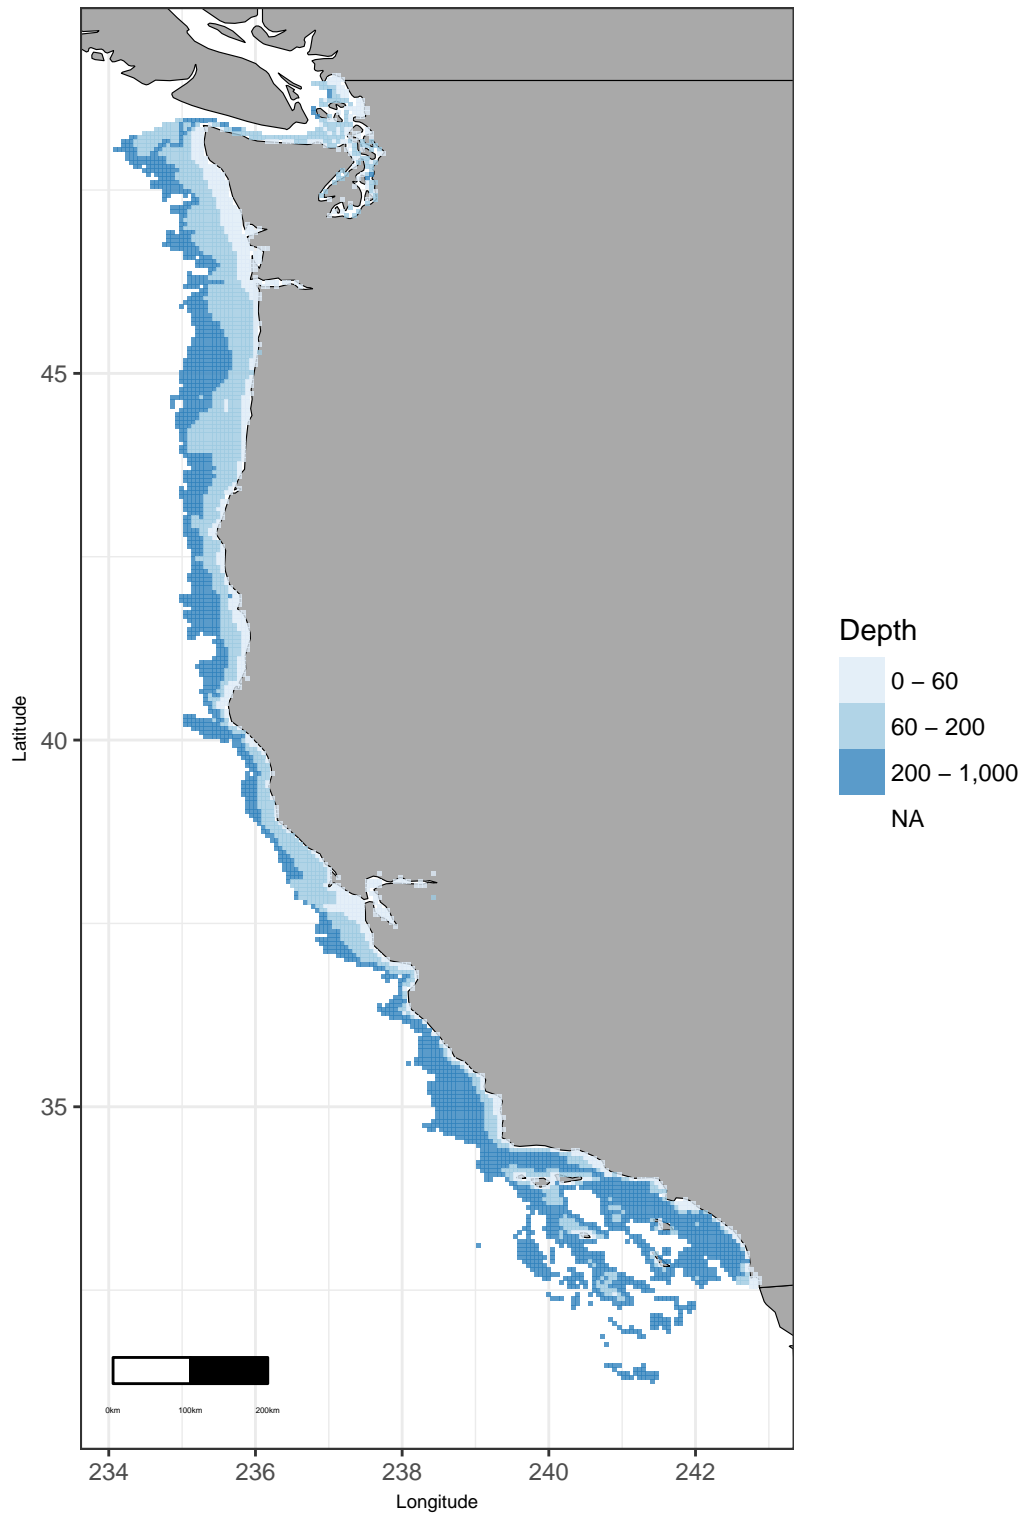 45
40
35
Latitude
0km 100km 200km
234 236 238 240 242
Longitude
Depth
0 – 60
60 – 200
200 – 1,000
NA